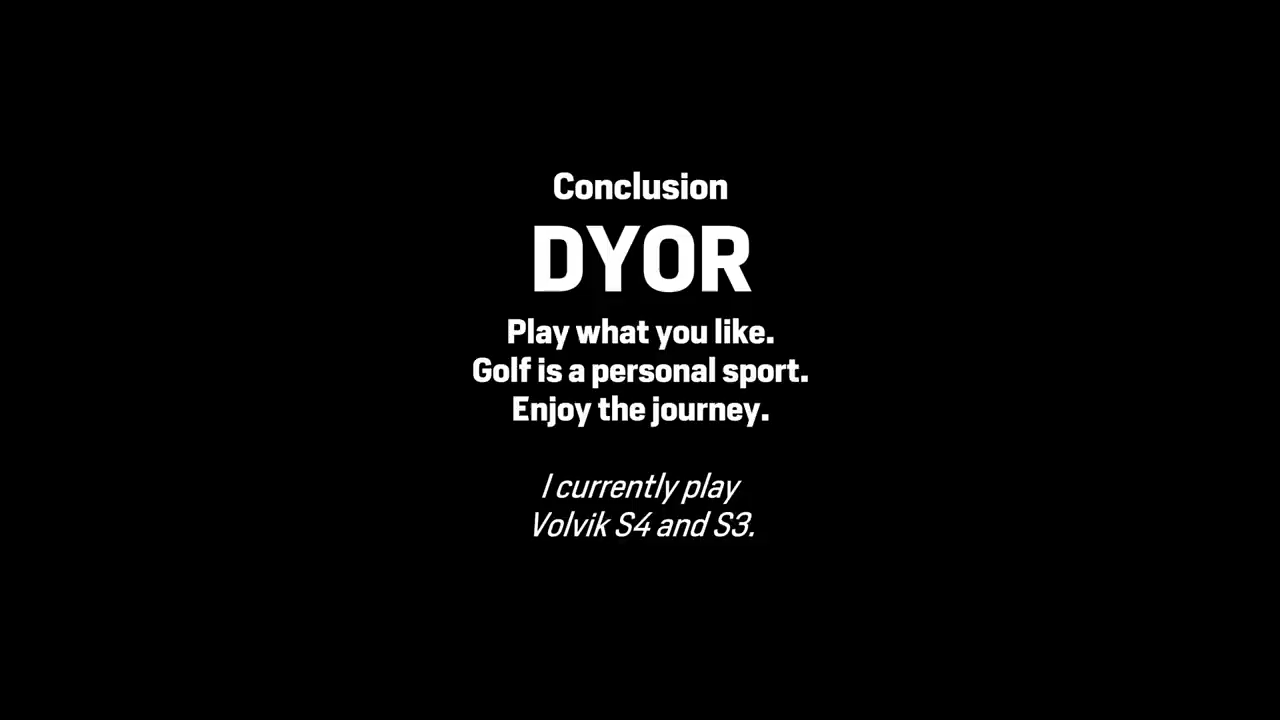 Conclusion
DYOR
Play what you like.
Golf is a personal sport.
Enjoy the journey.
I currently play
Volvik S4 and S3.